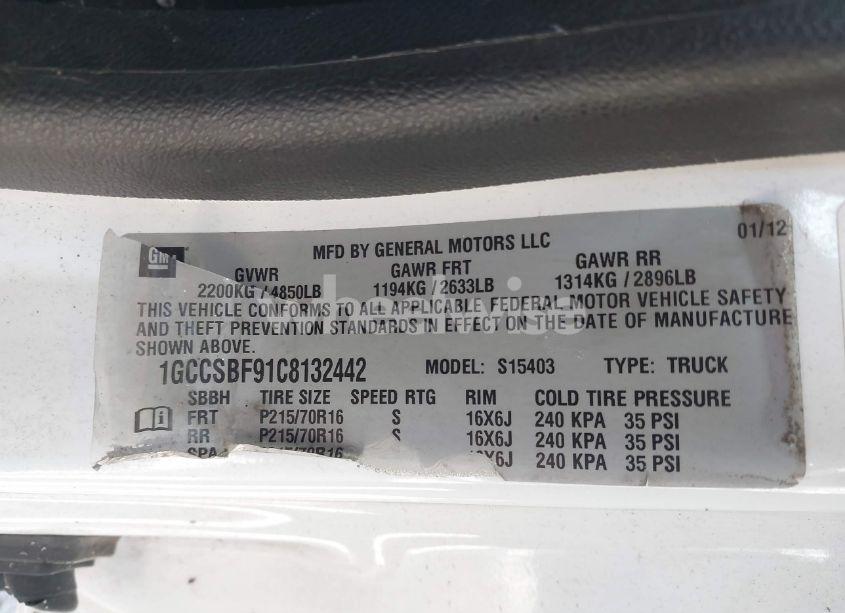 GM
MFD BY GENERAL MOTORS LLC
01/12
GVWR GAWR FRT GAWR RR
2200KG / 4850LB 1194KG / 2633LB 1314KG / 2896LB
THIS VEHICLE CONFORMS TO ALL APPLICABLE FEDERAL MOTOR VEHICLE SAFETY
AND THEFT PREVENTION STANDARDS IN EFFECT ON THE DATE OF MANUFACTURE
SHOWN ABOVE.
1GCCSBF91C8132442 MODEL: S15403 TYPE: TRUCK
SBBH TIRE SIZE SPEED RTG RIM COLD TIRE PRESSURE
FRT P215/70R16 S 16X6J 240 KPA 35 PSI
RR P215/70R16 S 16X6J 240 KPA 35 PSI
SPA 16X6J 240 KPA 35 PSI